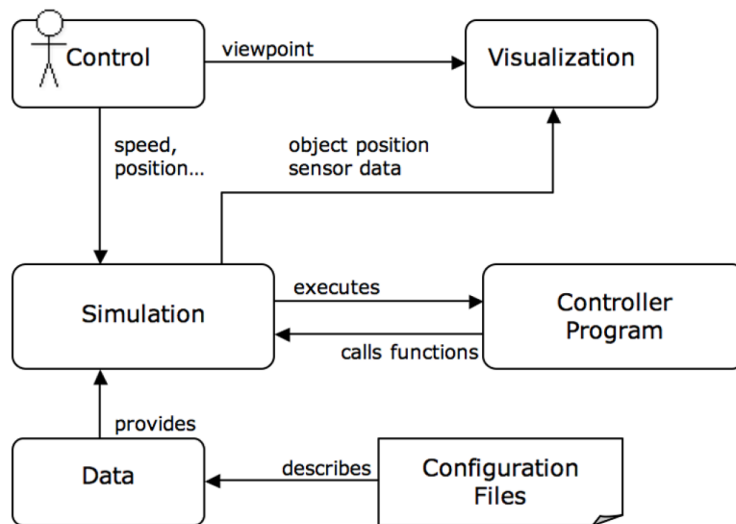 Control
viewpoint
Visualization
speed,
position...
object position
sensor data
Simulation
executes
calls functions
Controller
Program
provides
Data
describes
Configuration
Files